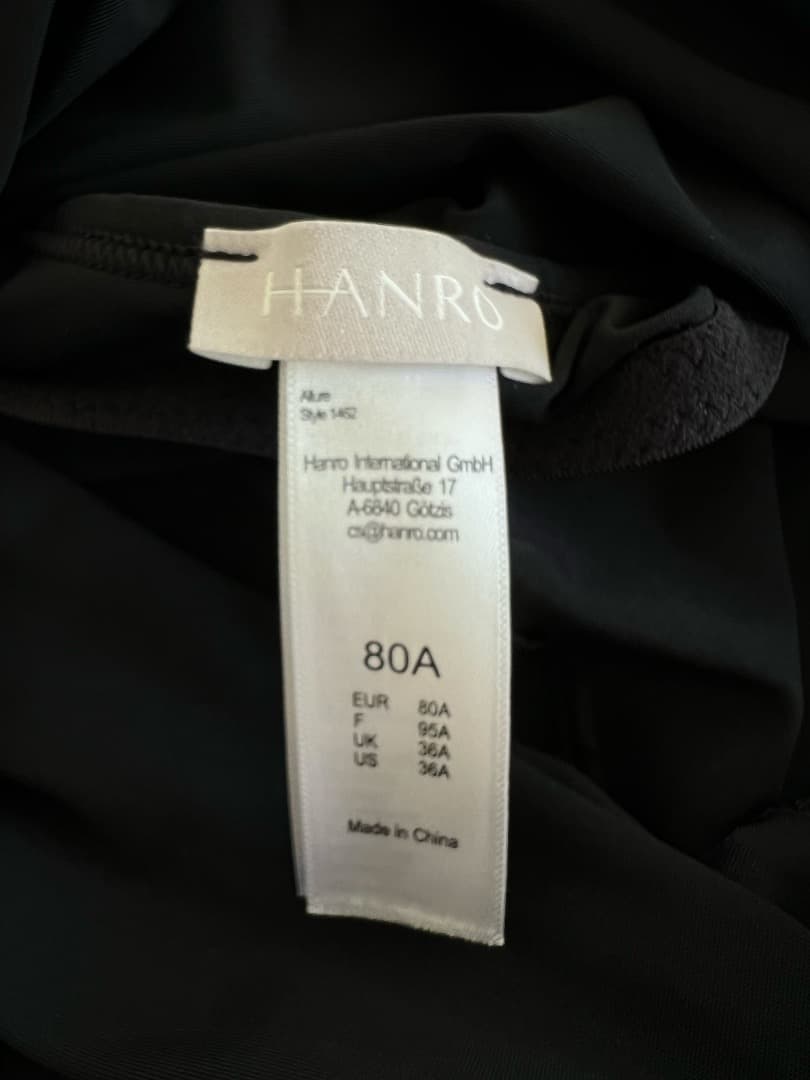 HANRO
Allure
Style 1462
Hanro International GmbH
Hauptstraße 17
A-6840 Götzis
cs@hanro.com
80A
EUR 80A
F 95A
UK 36A
US 36A
Made in China